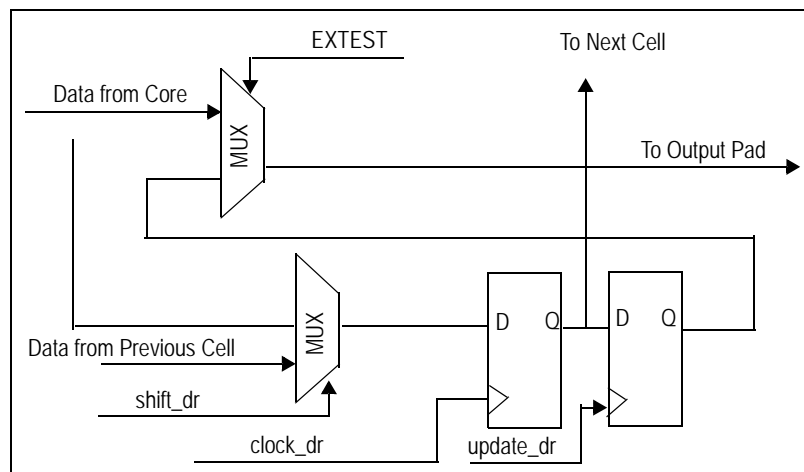 EXTEST
To Next Cell
Data from Core
MUX
To Output Pad
MUX
D Q
D Q
Data from Previous Cell
shift_dr
clock_dr
update_dr